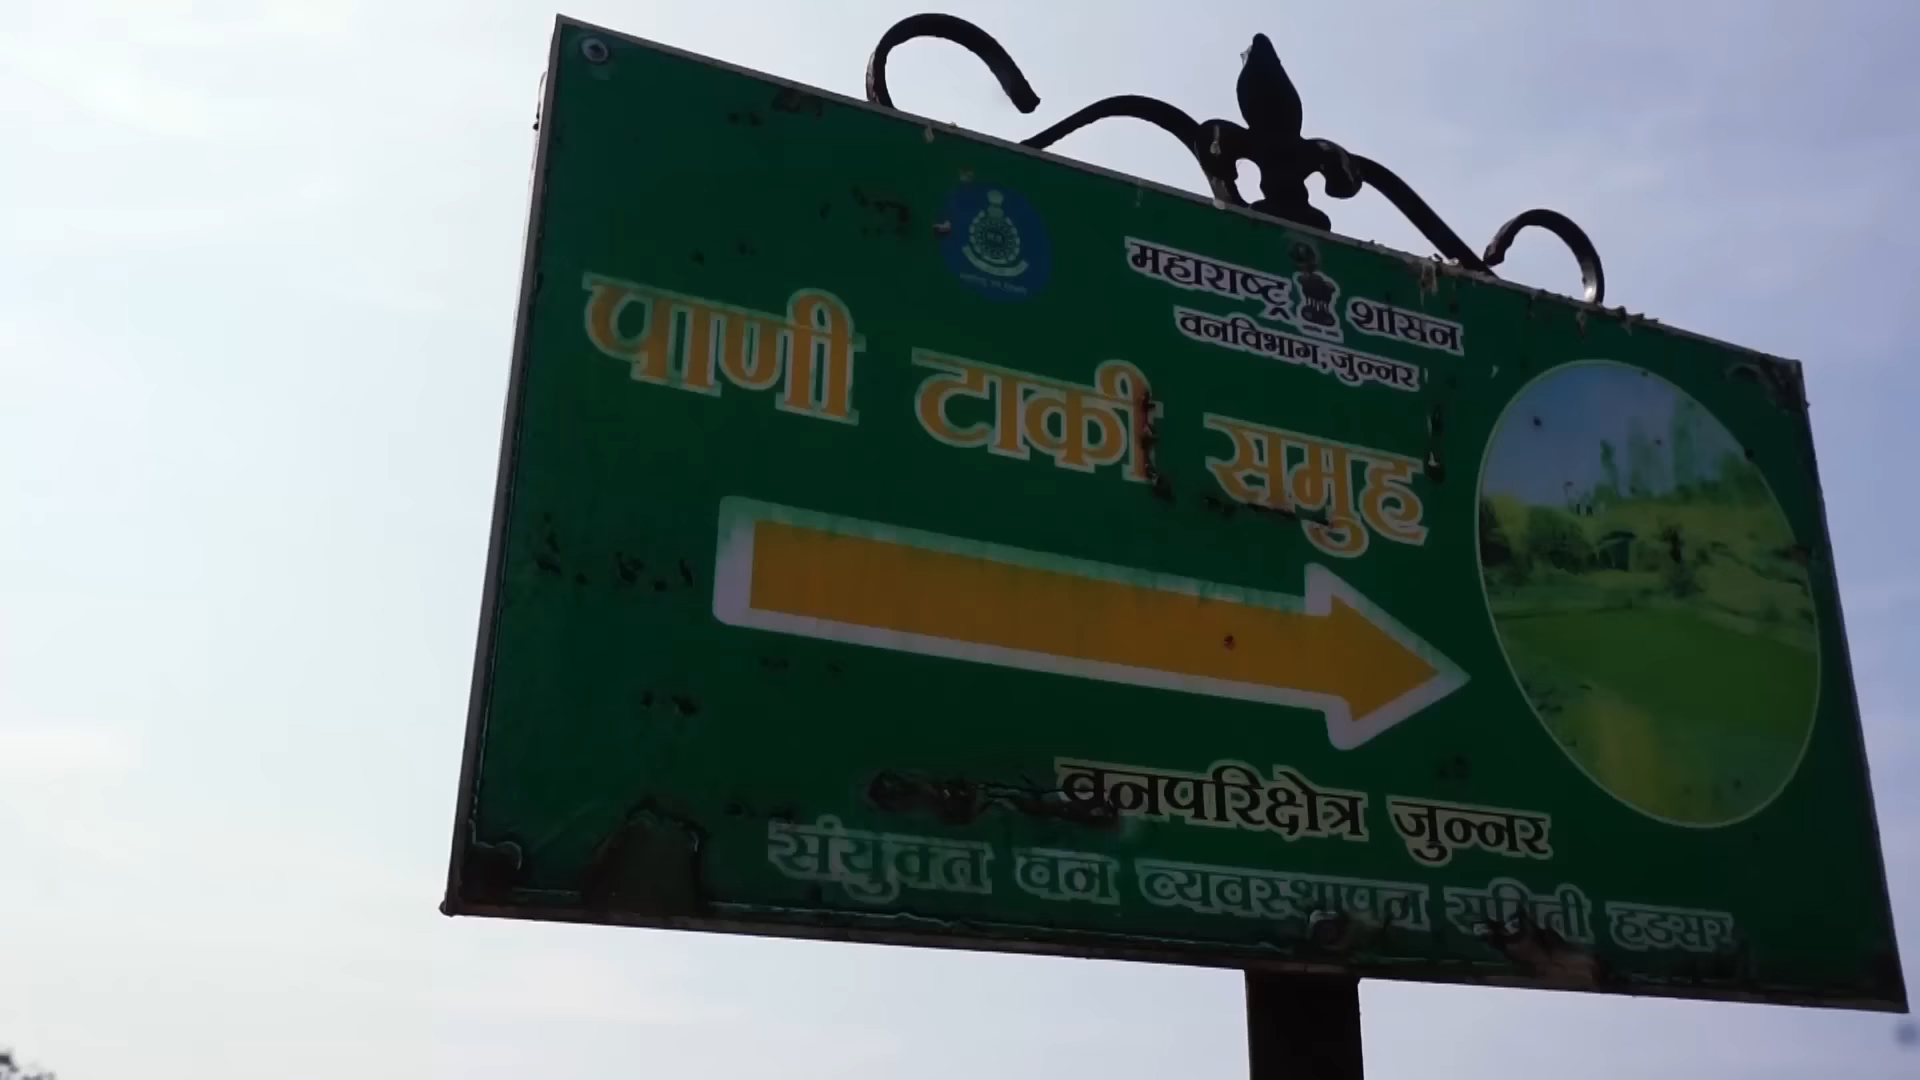 महाराष्ट्र शासन
वनविभाग, जुन्नर
पाणी टाकी समुह
वनपरिक्षेत्र जुन्नर
संयुक्त वन व्यवस्थापन समिती हडसर